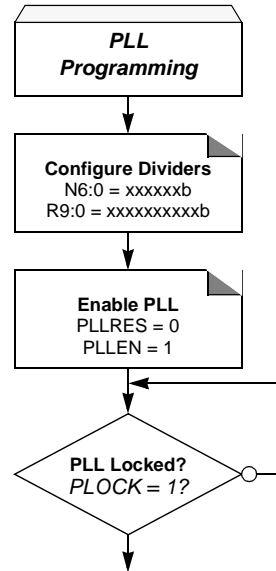 PLL
Programming
Configure Dividers
N6:0 = xxxxxxb
R9:0 = xxxxxxxxxxb
Enable PLL
PLLRES = 0
PLLEN = 1
PLL Locked?
PLOCK = 1?